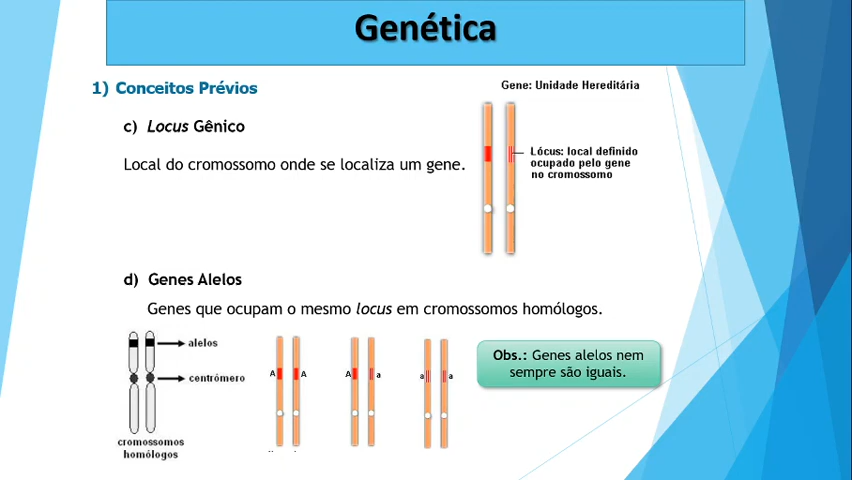 Genética
1) Conceitos Prévios
Gene: Unidade Hereditária
c) Locus Gênico
Local do cromossomo onde se localiza um gene.
Lócus: local definido
ocupado pelo gene
no cromossomo
d) Genes Alelos
Genes que ocupam o mesmo locus em cromossomos homólogos.
alelos
centrómero
cromossomos
homólogos
A A
A a
a a
Obs.: Genes alelos nem
sempre são iguais.